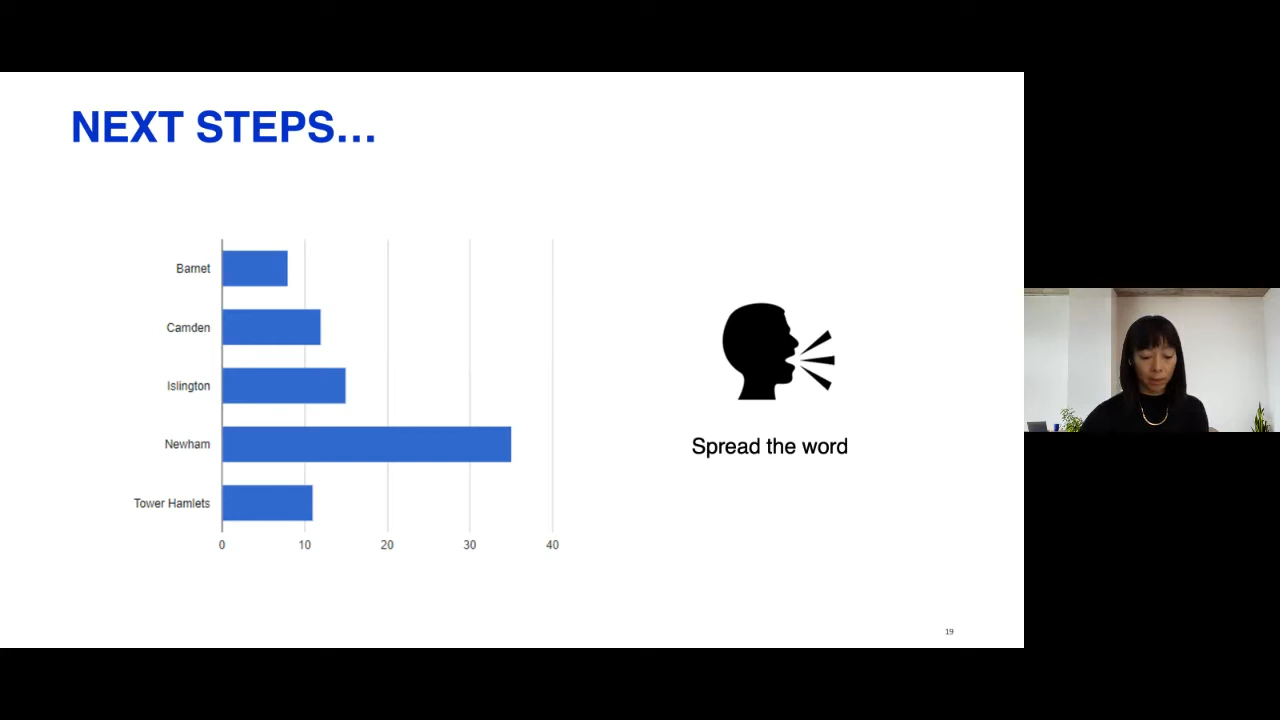 NEXT STEPS…
Barnet
Camden
Islington
Newham
Tower Hamlets
0 10 20 30 40
Spread the word
19